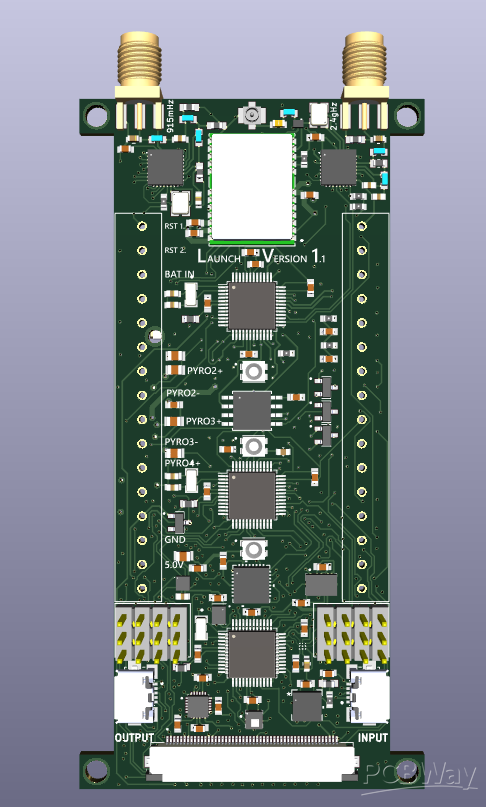 915mHz
2.4gHz
RST 1
RST 2
LAUNCH VERSION 1.1
BAT IN
PYRO2+
PYRO2-
PYRO3+
PYRO3-
PYRO4+
GND
5.0V
OUTPUT
INPUT
PCBWay